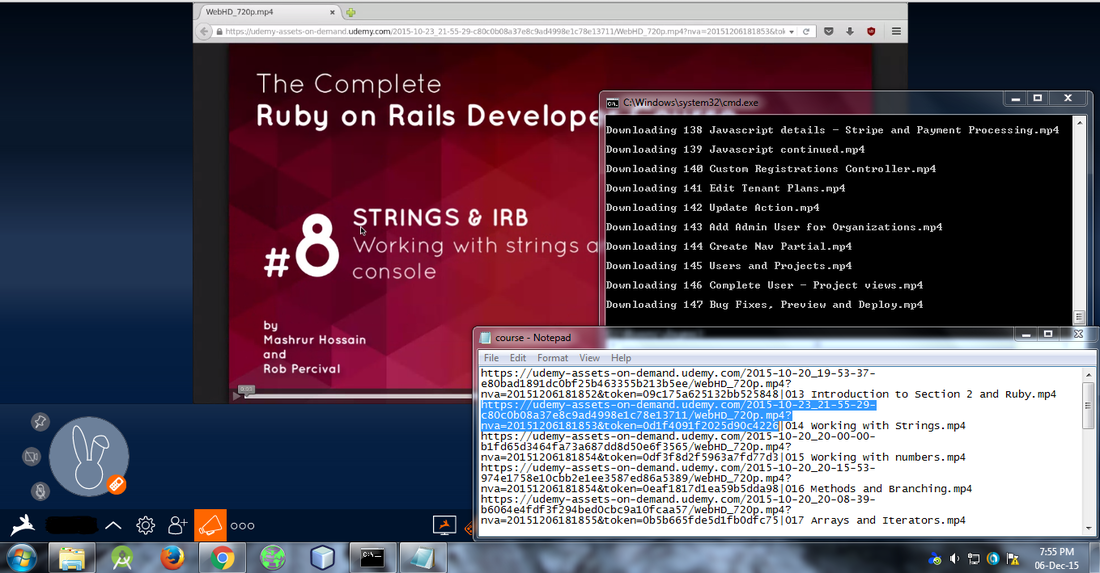 WebHD_720p.mp4
https://udemy-assets-on-demand.udemy.com/2015-10-23_21-55-29-c80c0b08a37e8c9ad4998e1c78e13711/WebHD_720p.mp4?nva=20151206181853&tok
The Complete
Ruby on Rails Develope
#8
STRINGS & IRB
Working with strings a
console
by
Mashrur Hossain
and
Rob Percival
0:01
C:\Windows\system32\cmd.exe
Downloading 138 Javascript details - Stripe and Payment Processing.mp4
Downloading 139 Javascript continued.mp4
Downloading 140 Custom Registrations Controller.mp4
Downloading 141 Edit Tenant Plans.mp4
Downloading 142 Update Action.mp4
Downloading 143 Add Admin User for Organizations.mp4
Downloading 144 Create Nav Partial.mp4
Downloading 145 Users and Projects.mp4
Downloading 146 Complete User - Project views.mp4
Downloading 147 Bug Fixes, Preview and Deploy.mp4
course - Notepad
File Edit Format View Help
https://udemy-assets-on-demand.udemy.com/2015-10-20_19-53-37-
e80bad1891dc0bf25b463355b213b5ee/WebHD_720p.mp4?
nva=20151206181852&token=09c175a625132bb525848|013 Introduction to Section 2 and Ruby.mp4
https://udemy-assets-on-demand.udemy.com/2015-10-23_21-55-29-
c80c0b08a37e8c9ad4998e1c78e13711/WebHD_720p.mp4?
nva=20151206181853&token=0d1f4091f2025d90c4226|014 Working with Strings.mp4
https://udemy-assets-on-demand.udemy.com/2015-10-20_20-00-00-
b1fd65d3464fa73a687dd8d50e6f3565/WebHD_720p.mp4?
nva=20151206181854&token=0df3f8d2f5963a7fd77d3|015 Working with numbers.mp4
https://udemy-assets-on-demand.udemy.com/2015-10-20_20-15-53-
974e1758e10cbb2e1ee3587ed86a5389/WebHD_720p.mp4?
nva=20151206181854&token=0eaf1817d1ea59b5dda98|016 Methods and Branching.mp4
https://udemy-assets-on-demand.udemy.com/2015-10-20_20-08-39-
b6064e4fdf3f294bed0cbc9a10fcaa57/WebHD_720p.mp4?
nva=20151206181855&token=0b5b665fde5d1fb0dfc75|017 Arrays and Iterators.mp4
7:55 PM
06-Dec-15